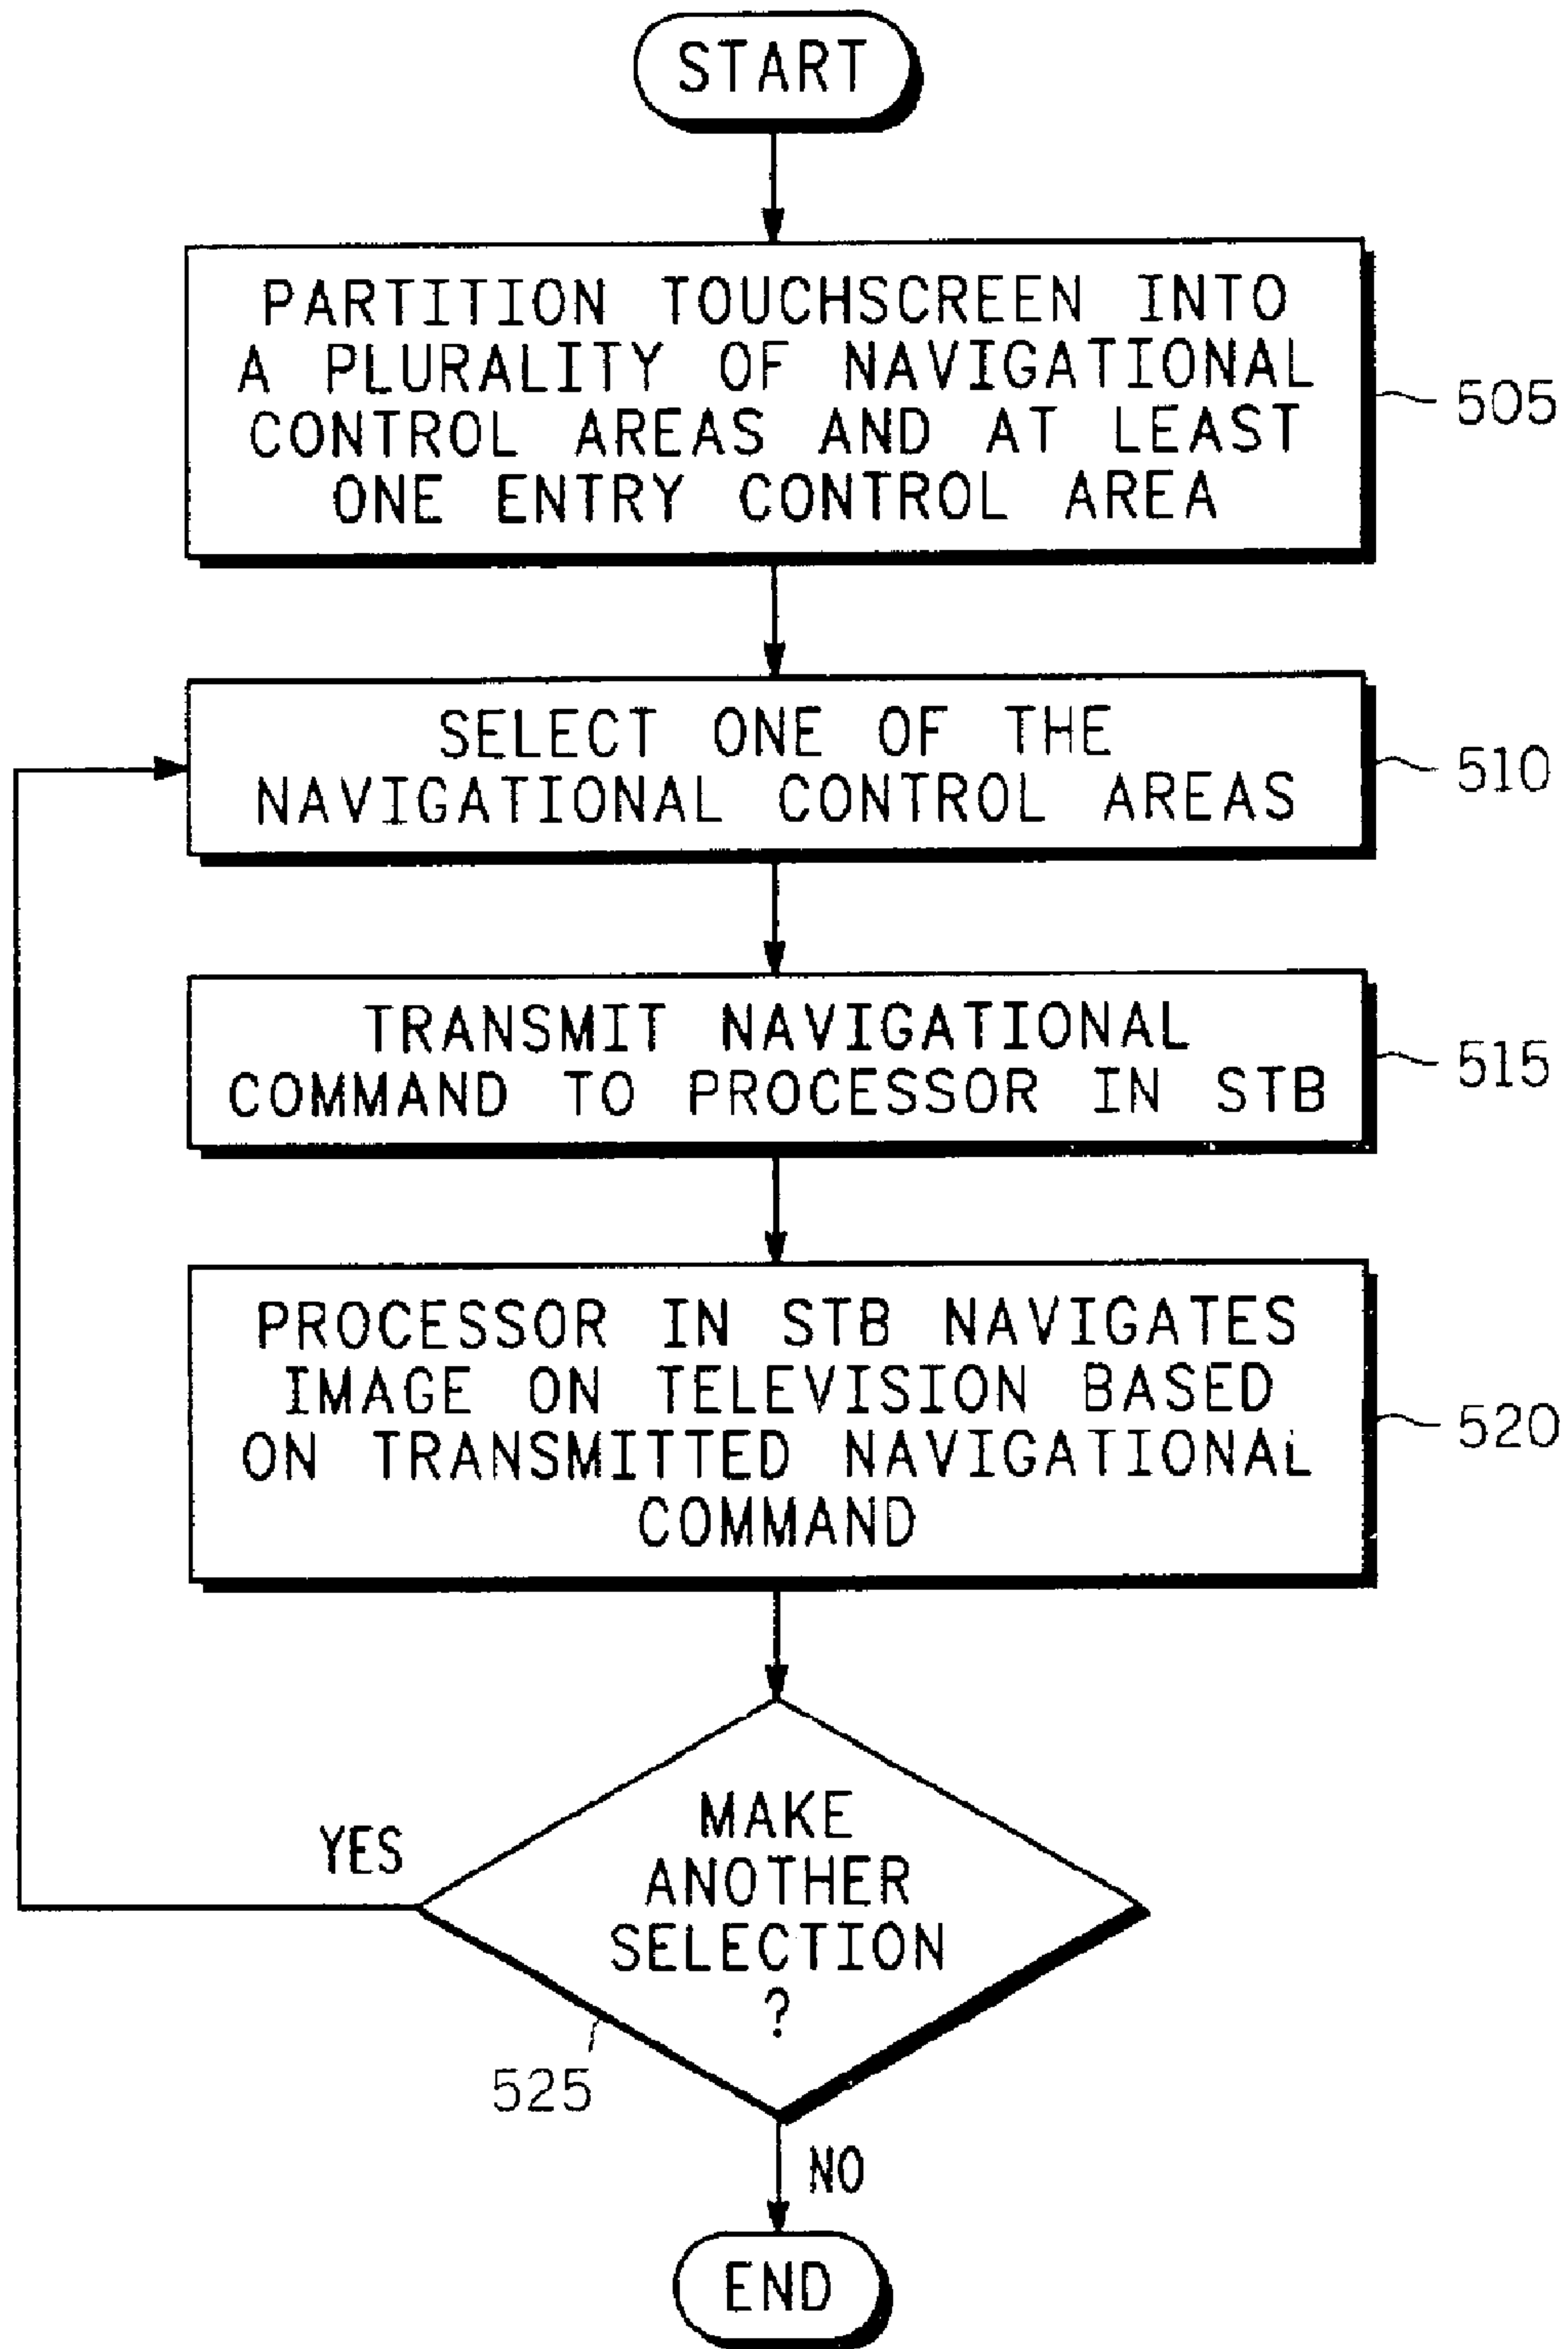 START
PARTITION TOUCHSCREEN INTO
A PLURALITY OF NAVIGATIONAL
CONTROL AREAS AND AT LEAST
ONE ENTRY CONTROL AREA
505
SELECT ONE OF THE
NAVIGATIONAL CONTROL AREAS
510
TRANSMIT NAVIGATIONAL
COMMAND TO PROCESSOR IN STB
515
PROCESSOR IN STB NAVIGATES
IMAGE ON TELEVISION BASED
ON TRANSMITTED NAVIGATIONAL
COMMAND
520
MAKE
ANOTHER
SELECTION
?
YES
525
NO
END